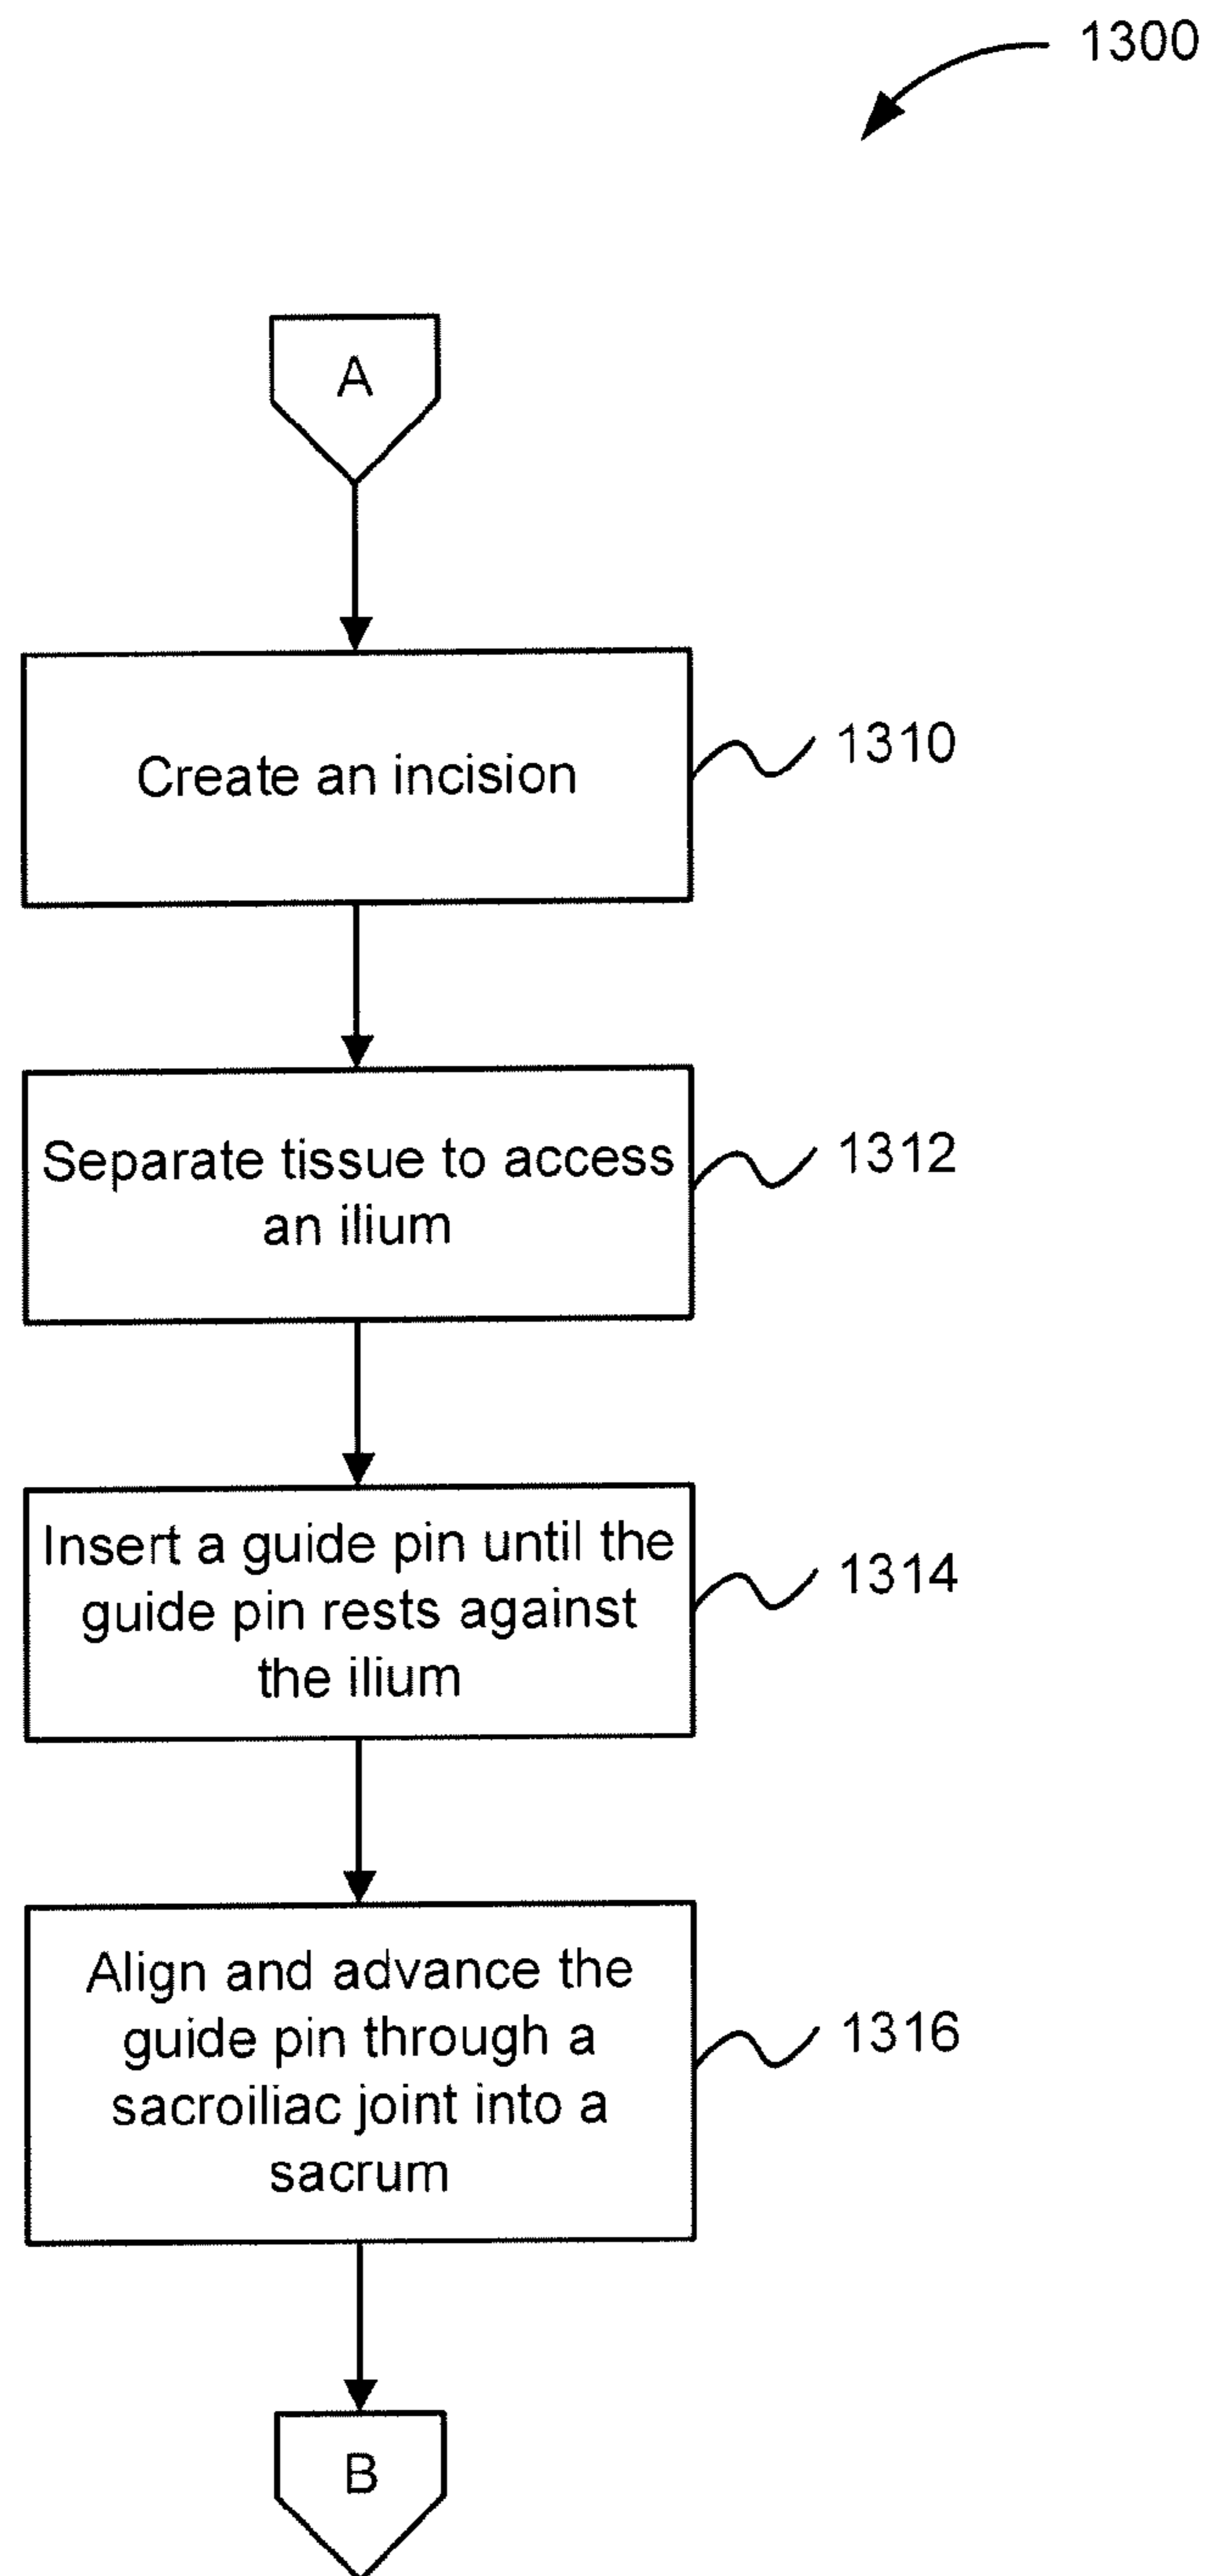 1300
A
Create an incision
1310
Separate tissue to access
an ilium
1312
Insert a guide pin until the
guide pin rests against
the ilium
1314
Align and advance the
guide pin through a
sacroiliac joint into a
sacrum
1316
B